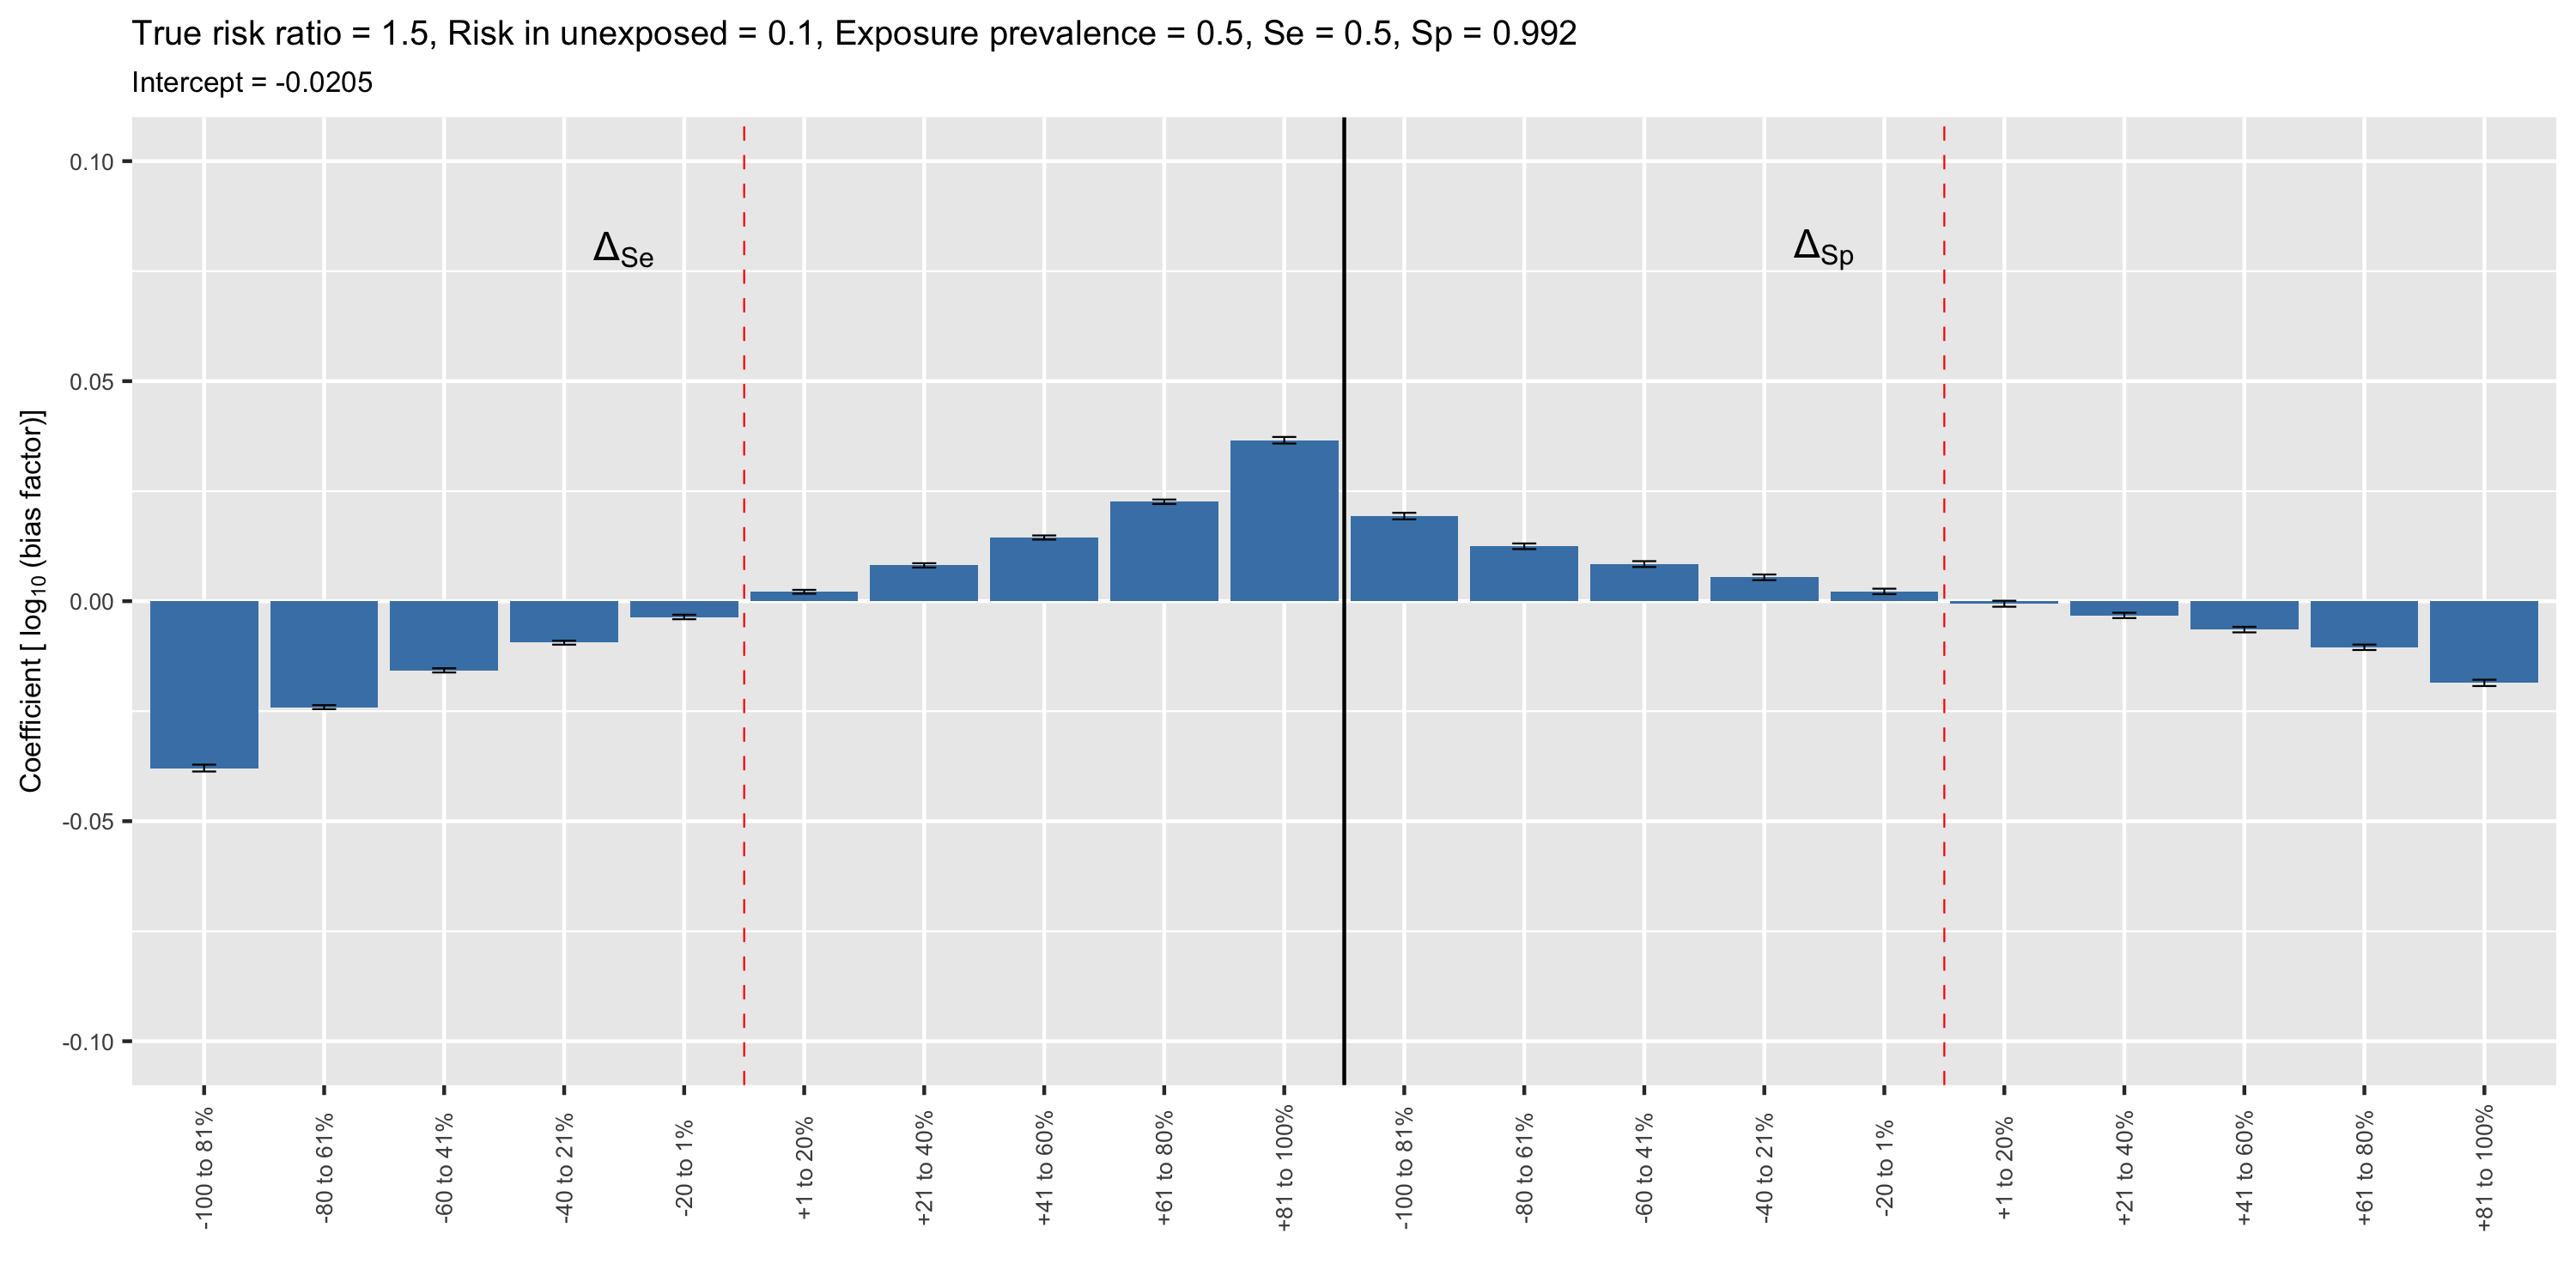 True risk ratio = 1.5, Risk in unexposed = 0.1, Exposure prevalence = 0.5, Se = 0.5, Sp = 0.992
Intercept = -0.0205
Coefficient [ log10 (bias factor)]
0.10
0.05
0.00
-0.05
-0.10
ΔSe
ΔSp
-100 to 81%
-80 to 61%
-60 to 41%
-40 to 21%
-20 to 1%
+1 to 20%
+21 to 40%
+41 to 60%
+61 to 80%
+81 to 100%
-100 to 81%
-80 to 61%
-60 to 41%
-40 to 21%
-20 to 1%
+1 to 20%
+21 to 40%
+41 to 60%
+61 to 80%
+81 to 100%